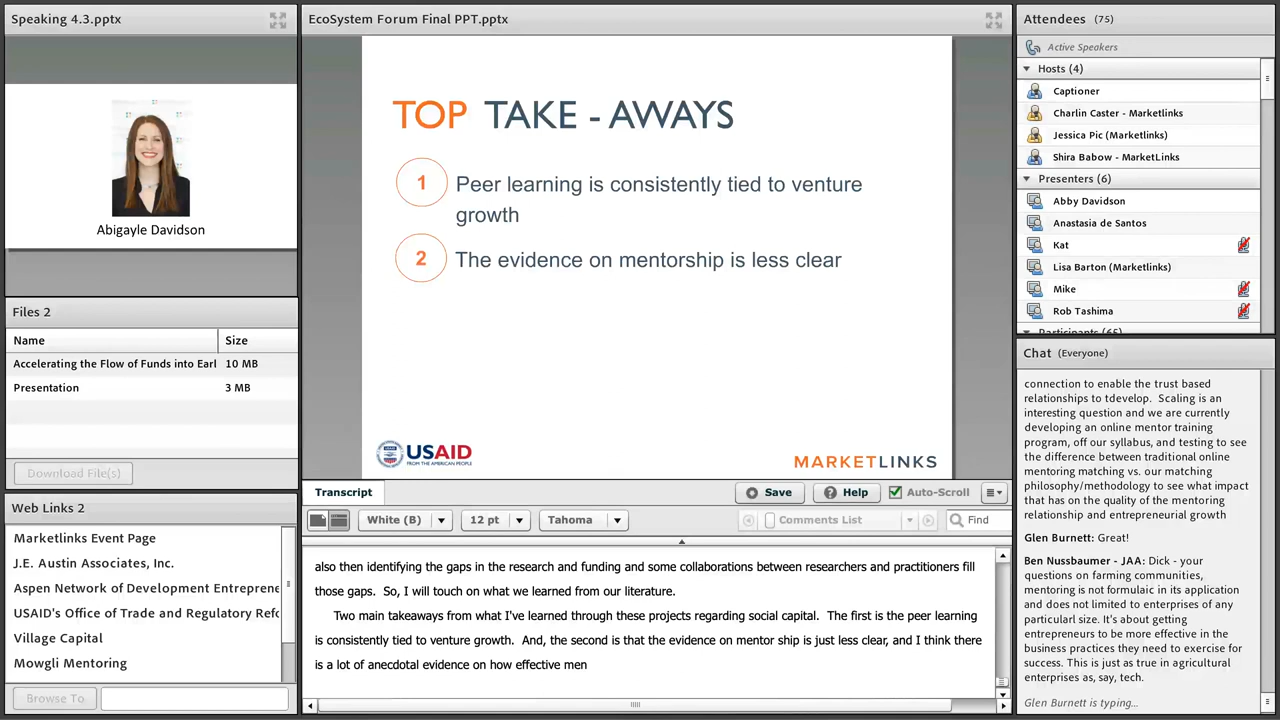 Speaking 4.3.pptx
Abigayle Davidson
Files 2
Name Size
Accelerating the Flow of Funds into Earl 10 MB
Presentation 3 MB
Download File(s)
Web Links 2
Marketlinks Event Page
J.E. Austin Associates, Inc.
Aspen Network of Development Entreprene
USAID's Office of Trade and Regulatory Refo
Village Capital
Mowgli Mentoring
Browse To
EcoSystem Forum Final PPT.pptx
TOP TAKE - AWAYS
1 Peer learning is consistently tied to venture
growth
2 The evidence on mentorship is less clear
USAID
FROM THE AMERICAN PEOPLE
MARKETLINKS
Transcript Save Help Auto-Scroll
White (B) 12 pt Tahoma Comments List Find
also then identifying the gaps in the research and funding and some collaborations between researchers and practitioners fill
those gaps. So, I will touch on what we learned from our literature.
Two main takeaways from what I've learned through these projects regarding social capital. The first is the peer learning
is consistently tied to venture growth. And, the second is that the evidence on mentor ship is just less clear, and I think there
is a lot of anecdotal evidence on how effective men
Attendees (75)
Active Speakers
Hosts (4)
Captioner
Charlin Caster - Marketlinks
Jessica Pic (Marketlinks)
Shira Babow - MarketLinks
Presenters (6)
Abby Davidson
Anastasia de Santos
Kat
Lisa Barton (Marketlinks)
Mike
Rob Tashima
Participants (65)
Chat (Everyone)
connection to enable the trust based
relationships to tdevelop. Scaling is an
interesting question and we are currently
developing an online mentor training
program, off our syllabus, and testing to see
the difference between traditional online
mentoring matching vs. our matching
philosophy/methodology to see what impact
that has on the quality of the mentoring
relationship and entrepreneurial growth
Glen Burnett: Great!
Ben Nussbaumer - JAA: Dick - your
questions on farming communities,
mentoring is not formulaic in its application
and does not limited to enterprises of any
particularl size. It's about getting
entrepreneurs to be more effective in the
business practices they need to exercise for
success. This is just as true in agricultural
enterprises as, say, tech.
Glen Burnett is typing...